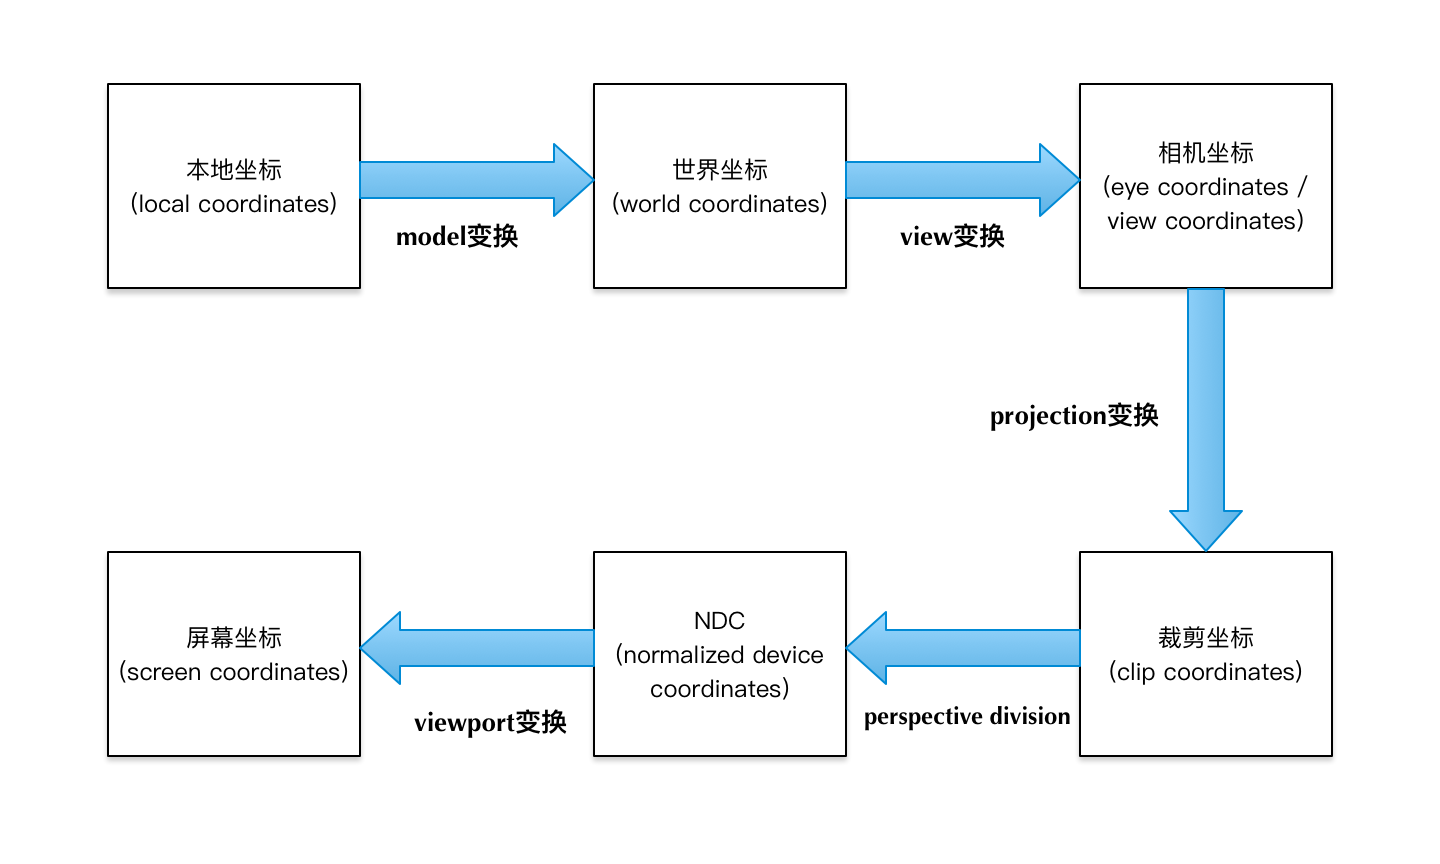 本地坐标
(local coordinates)
model变换
世界坐标
(world coordinates)
view变换
相机坐标
(eye coordinates /
view coordinates)
projection变换
裁剪坐标
(clip coordinates)
perspective division
NDC
(normalized device
coordinates)
viewport变换
屏幕坐标
(screen coordinates)